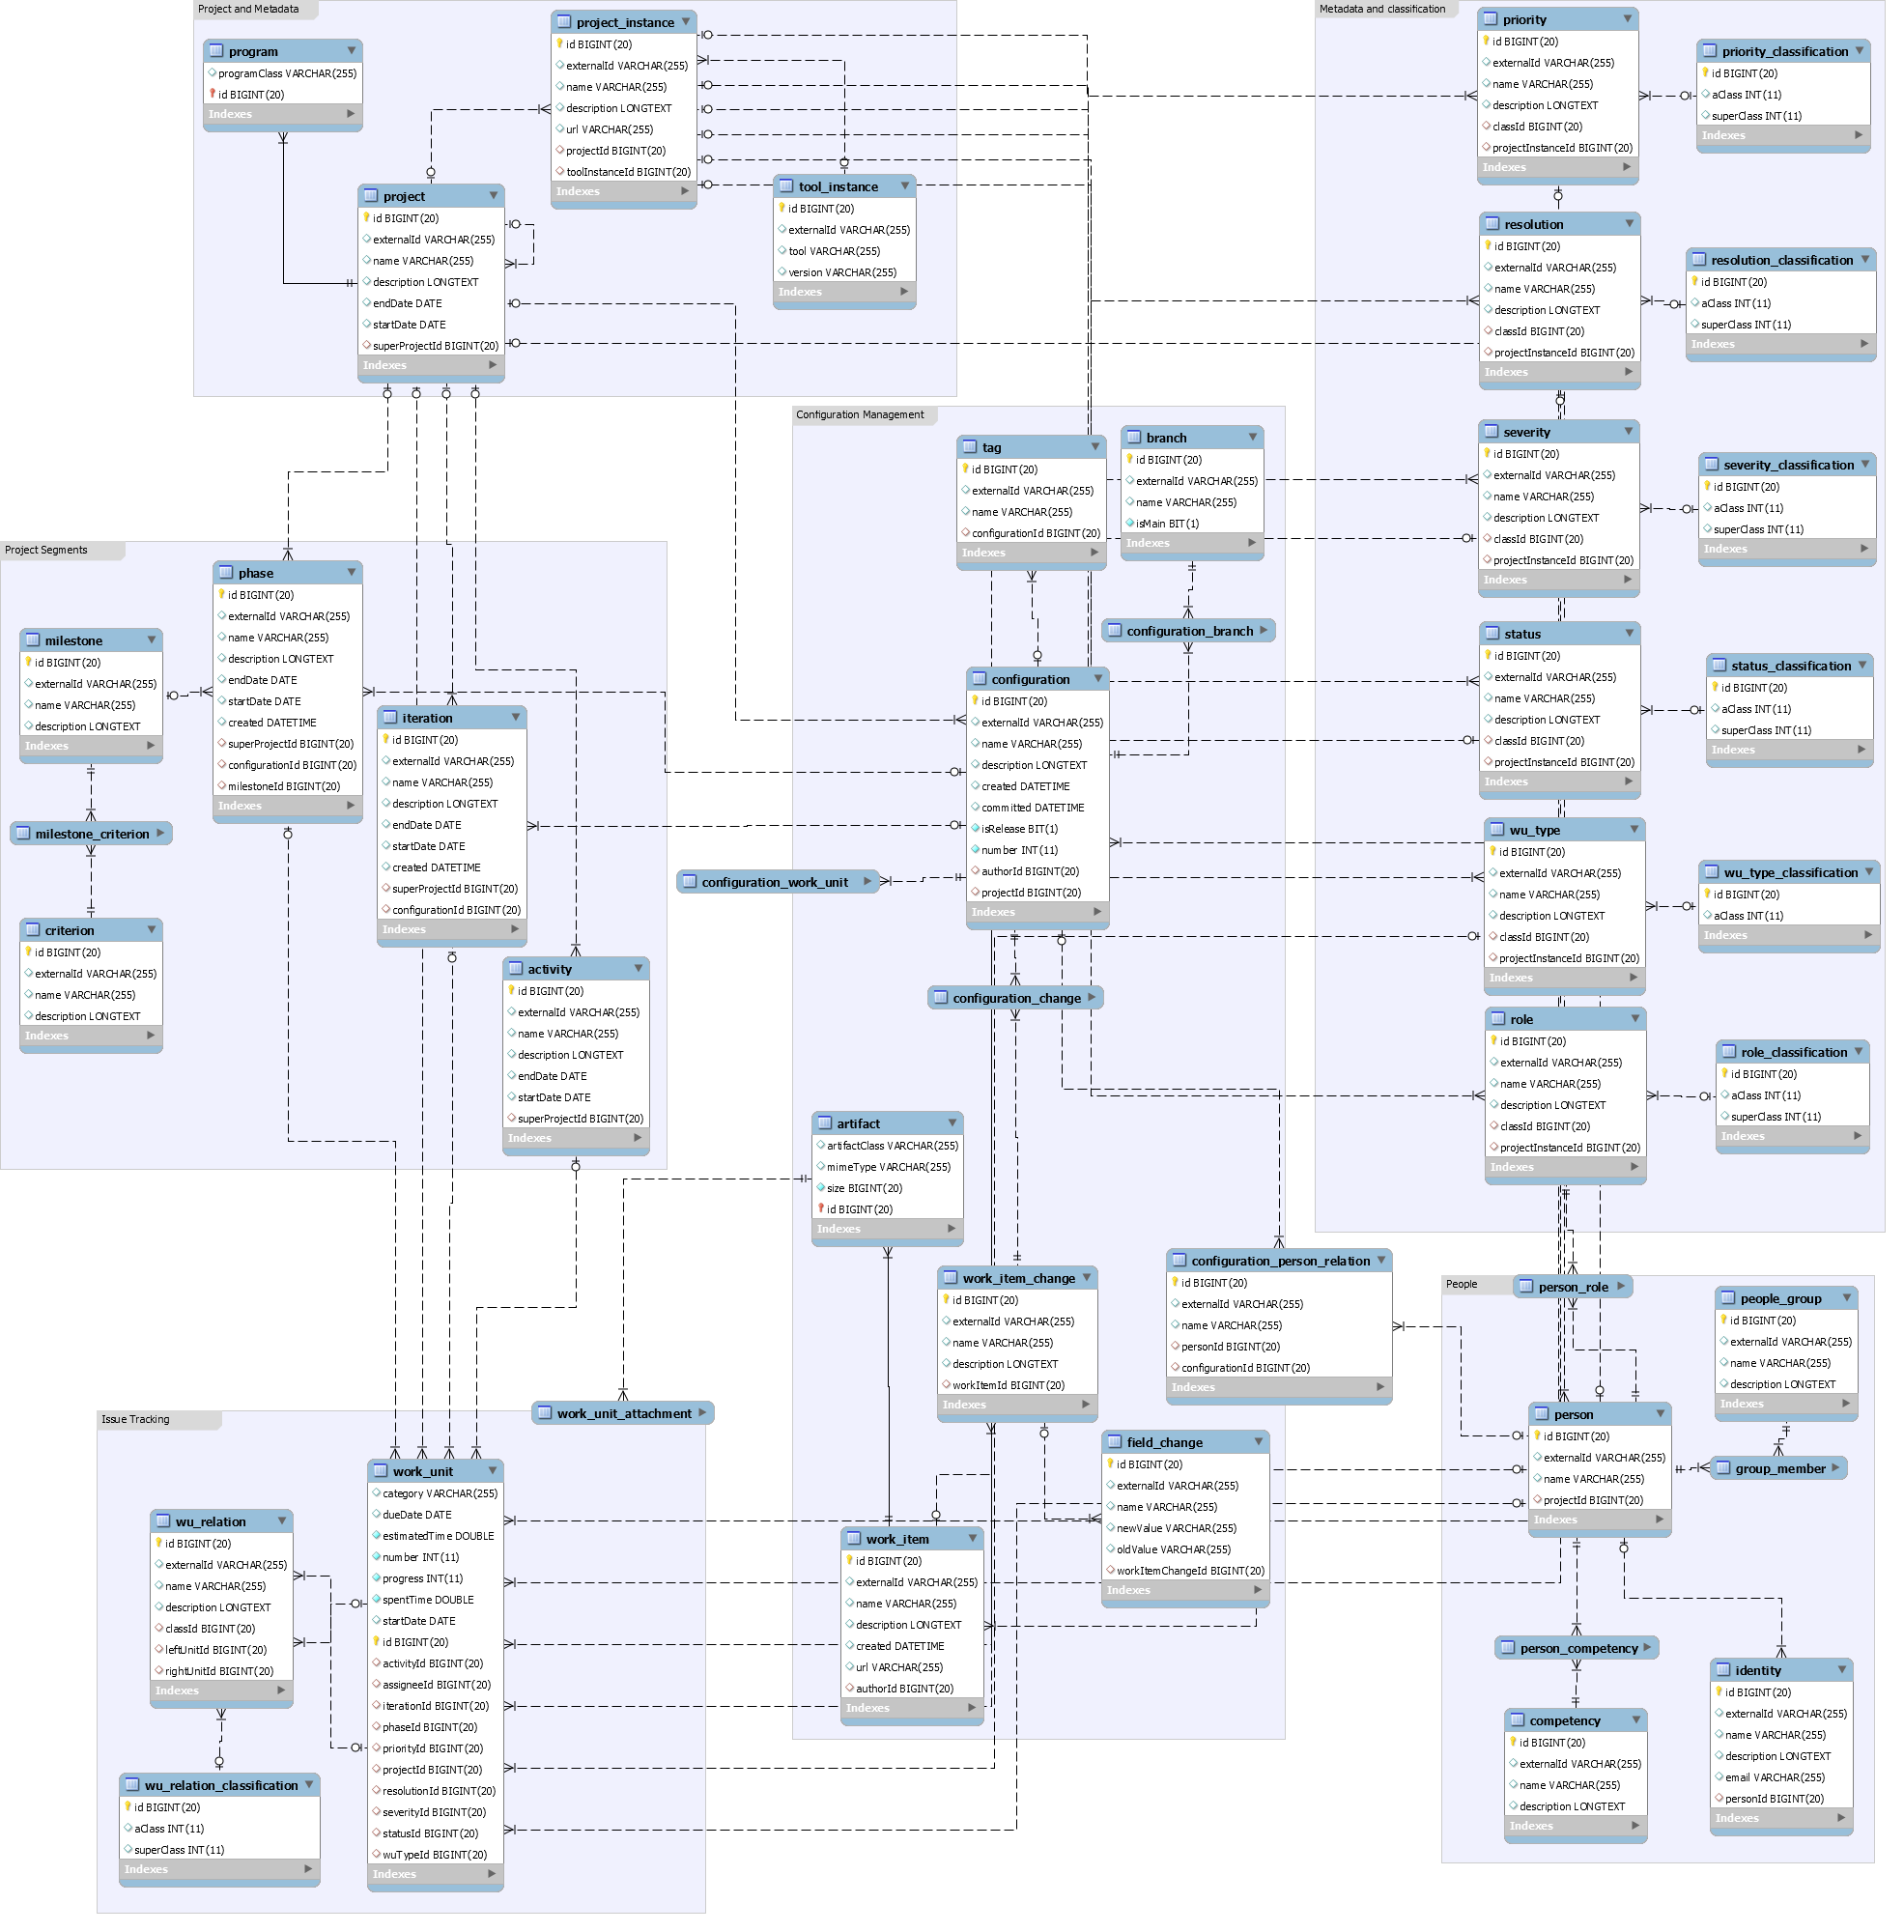 Project and Metadata
program
programClass VARCHAR(255)
id BIGINT(20)
Indexes
project_instance
id BIGINT(20)
externalId VARCHAR(255)
name VARCHAR(255)
description LONGTEXT
url VARCHAR(255)
projectId BIGINT(20)
toolInstanceId BIGINT(20)
Indexes
project
id BIGINT(20)
externalId VARCHAR(255)
name VARCHAR(255)
description LONGTEXT
endDate DATE
startDate DATE
superProjectId BIGINT(20)
Indexes
tool_instance
id BIGINT(20)
externalId VARCHAR(255)
tool VARCHAR(255)
version VARCHAR(255)
Indexes
Metadata and classification
priority
id BIGINT(20)
externalId VARCHAR(255)
name VARCHAR(255)
description LONGTEXT
classId BIGINT(20)
projectInstanceId BIGINT(20)
Indexes
priority_classification
id BIGINT(20)
aClass INT(11)
superClass INT(11)
Indexes
resolution
id BIGINT(20)
externalId VARCHAR(255)
name VARCHAR(255)
description LONGTEXT
classId BIGINT(20)
projectInstanceId BIGINT(20)
Indexes
resolution_classification
id BIGINT(20)
aClass INT(11)
superClass INT(11)
Indexes
severity
id BIGINT(20)
externalId VARCHAR(255)
name VARCHAR(255)
description LONGTEXT
classId BIGINT(20)
projectInstanceId BIGINT(20)
Indexes
severity_classification
id BIGINT(20)
aClass INT(11)
superClass INT(11)
Indexes
status
id BIGINT(20)
externalId VARCHAR(255)
name VARCHAR(255)
description LONGTEXT
classId BIGINT(20)
projectInstanceId BIGINT(20)
Indexes
status_classification
id BIGINT(20)
aClass INT(11)
superClass INT(11)
Indexes
wu_type
id BIGINT(20)
externalId VARCHAR(255)
name VARCHAR(255)
description LONGTEXT
classId BIGINT(20)
projectInstanceId BIGINT(20)
Indexes
wu_type_classification
id BIGINT(20)
aClass INT(11)
Indexes
role
id BIGINT(20)
externalId VARCHAR(255)
name VARCHAR(255)
description LONGTEXT
classId BIGINT(20)
projectInstanceId BIGINT(20)
Indexes
role_classification
id BIGINT(20)
aClass INT(11)
superClass INT(11)
Indexes
Configuration Management
tag
id BIGINT(20)
externalId VARCHAR(255)
name VARCHAR(255)
configurationId BIGINT(20)
Indexes
branch
id BIGINT(20)
externalId VARCHAR(255)
name VARCHAR(255)
isMain BIT(1)
Indexes
configuration_branch
configuration
id BIGINT(20)
externalId VARCHAR(255)
name VARCHAR(255)
description LONGTEXT
created DATETIME
committed DATETIME
isRelease BIT(1)
number INT(11)
authorId BIGINT(20)
projectId BIGINT(20)
Indexes
configuration_work_unit
configuration_change
artifact
artifactClass VARCHAR(255)
mimeType VARCHAR(255)
size BIGINT(20)
id BIGINT(20)
Indexes
work_item_change
id BIGINT(20)
externalId VARCHAR(255)
name VARCHAR(255)
description LONGTEXT
workItemId BIGINT(20)
Indexes
configuration_person_relation
id BIGINT(20)
externalId VARCHAR(255)
name VARCHAR(255)
personId BIGINT(20)
configurationId BIGINT(20)
Indexes
field_change
id BIGINT(20)
externalId VARCHAR(255)
name VARCHAR(255)
newValue VARCHAR(255)
oldValue VARCHAR(255)
workItemChangeId BIGINT(20)
Indexes
work_item
id BIGINT(20)
externalId VARCHAR(255)
name VARCHAR(255)
description LONGTEXT
created DATETIME
url VARCHAR(255)
authorId BIGINT(20)
Indexes
Project Segments
phase
id BIGINT(20)
externalId VARCHAR(255)
name VARCHAR(255)
description LONGTEXT
endDate DATE
startDate DATE
created DATETIME
superProjectId BIGINT(20)
configurationId BIGINT(20)
milestoneId BIGINT(20)
Indexes
milestone
id BIGINT(20)
externalId VARCHAR(255)
name VARCHAR(255)
description LONGTEXT
Indexes
milestone_criterion
criterion
id BIGINT(20)
externalId VARCHAR(255)
name VARCHAR(255)
description LONGTEXT
Indexes
iteration
id BIGINT(20)
externalId VARCHAR(255)
name VARCHAR(255)
description LONGTEXT
endDate DATE
startDate DATE
created DATETIME
superProjectId BIGINT(20)
configurationId BIGINT(20)
Indexes
activity
id BIGINT(20)
externalId VARCHAR(255)
name VARCHAR(255)
description LONGTEXT
endDate DATE
startDate DATE
superProjectId BIGINT(20)
Indexes
Issue Tracking
work_unit_attachment
work_unit
category VARCHAR(255)
dueDate DATE
estimatedTime DOUBLE
number INT(11)
progress INT(11)
spentTime DOUBLE
startDate DATE
id BIGINT(20)
activityId BIGINT(20)
assigneeId BIGINT(20)
iterationId BIGINT(20)
phaseId BIGINT(20)
priorityId BIGINT(20)
projectId BIGINT(20)
resolutionId BIGINT(20)
severityId BIGINT(20)
statusId BIGINT(20)
wuTypeId BIGINT(20)
Indexes
wu_relation
id BIGINT(20)
externalId VARCHAR(255)
name VARCHAR(255)
description LONGTEXT
classId BIGINT(20)
leftUnitId BIGINT(20)
rightUnitId BIGINT(20)
Indexes
wu_relation_classification
id BIGINT(20)
aClass INT(11)
superClass INT(11)
Indexes
People
person_role
people_group
id BIGINT(20)
externalId VARCHAR(255)
name VARCHAR(255)
description LONGTEXT
Indexes
person
id BIGINT(20)
externalId VARCHAR(255)
name VARCHAR(255)
projectId BIGINT(20)
Indexes
group_member
person_competency
competency
id BIGINT(20)
externalId VARCHAR(255)
name VARCHAR(255)
description LONGTEXT
Indexes
identity
id BIGINT(20)
externalId VARCHAR(255)
name VARCHAR(255)
description LONGTEXT
email VARCHAR(255)
personId BIGINT(20)
Indexes